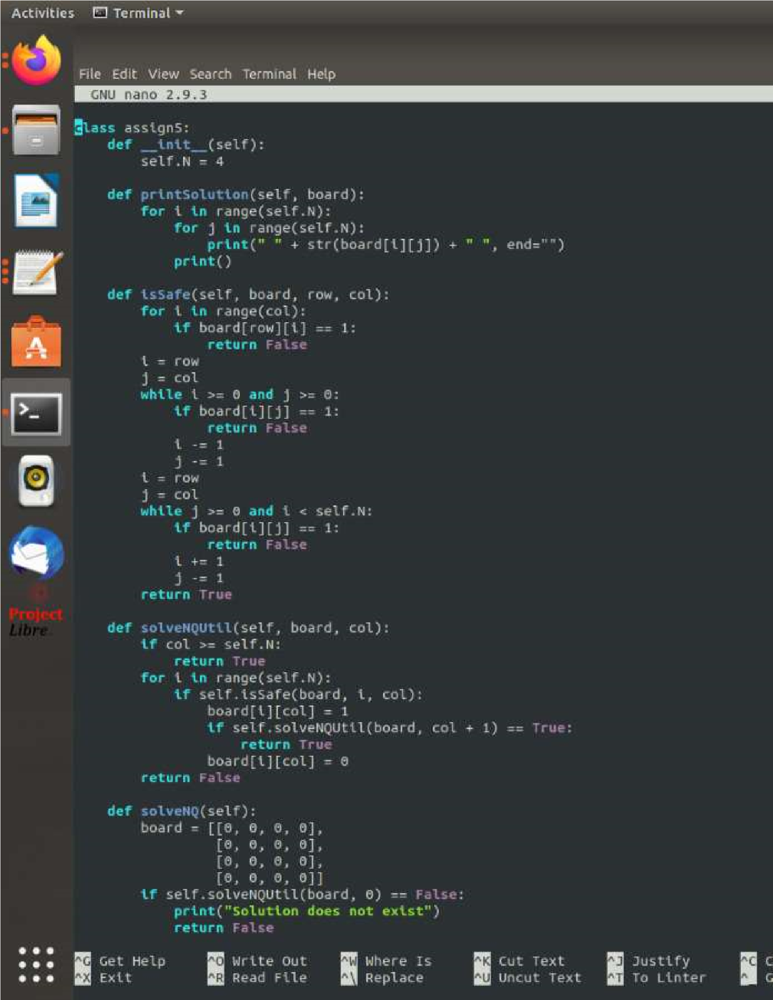 Activities Terminal
File Edit View Search Terminal Help
GNU nano 2.9.3
class assign5:
    def __init__(self):
        self.N = 4
    def printSolution(self, board):
        for i in range(self.N):
            for j in range(self.N):
                print(" " + str(board[i][j]) + " ", end="")
            print()
    def isSafe(self, board, row, col):
        for i in range(col):
            if board[row][i] == 1:
                return False
        i = row
        j = col
        while i >= 0 and j >= 0:
            if board[i][j] == 1:
                return False
            i -= 1
            j -= 1
        i = row
        j = col
        while j >= 0 and i < self.N:
            if board[i][j] == 1:
                return False
            i += 1
            j -= 1
        return True
    def solveNQUtil(self, board, col):
        if col >= self.N:
            return True
        for i in range(self.N):
            if self.isSafe(board, i, col):
                board[i][col] = 1
                if self.solveNQUtil(board, col + 1) == True:
                    return True
                board[i][col] = 0
        return False
    def solveNQ(self):
        board = [[0, 0, 0, 0],
                 [0, 0, 0, 0],
                 [0, 0, 0, 0],
                 [0, 0, 0, 0]]
        if self.solveNQUtil(board, 0) == False:
            print("Solution does not exist")
            return False
^G Get Help ^O Write Out ^W Where Is ^K Cut Text ^J Justify ^C C
^X Exit ^R Read File ^\ Replace ^U Uncut Text ^T To Linter ^_ G
Project
Libre